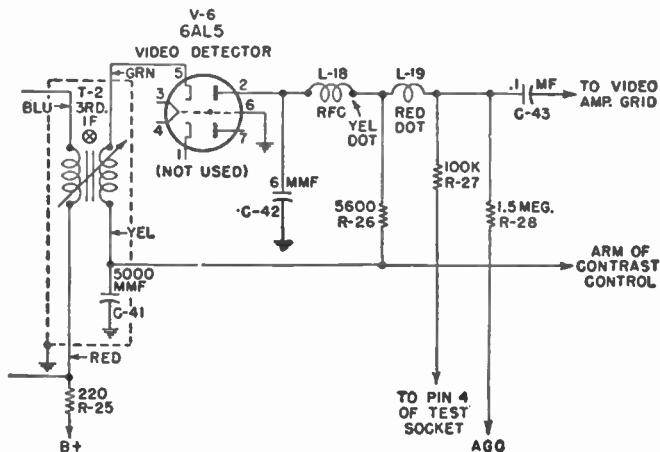 V-6
6AL5
VIDEO DETECTOR
T-2
3RD.
IF
BLU
GRN
5
3
4
1
2
6
7
(NOT USED)
L-18
RFC
YEL
DOT
L-19
RED
DOT
.1 MF
C-43
TO VIDEO
AMP. GRID
6 MMF
C-42
5600
R-26
100K
R-27
1.5 MEG.
R-28
YEL
5000
MMF
C-41
ARM OF
CONTRAST
CONTROL
RED
220
R-25
B+
TO PIN 4
OF TEST
SOCKET
AGC